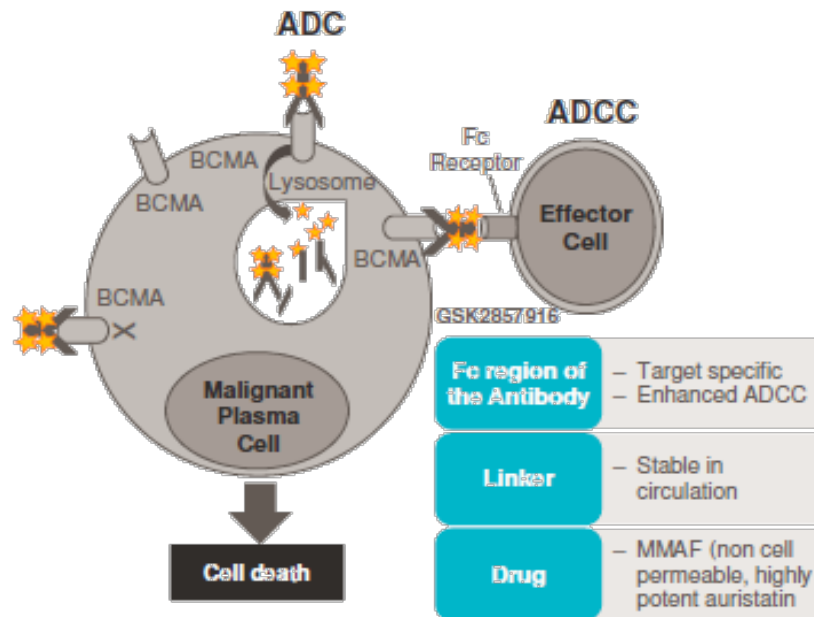 ADC
ADCC
Fc
Receptor
BCMA
Lysosome
BCMA
Effector
Cell
BCMA
BCMA
X
GSK2857916
Malignant
Plasma
Cell
Cell death
Fc region of
the Antibody
– Target specific
– Enhanced ADCC
Linker
– Stable in
circulation
Drug
– MMAF (non cell
permeable, highly
potent auristatin